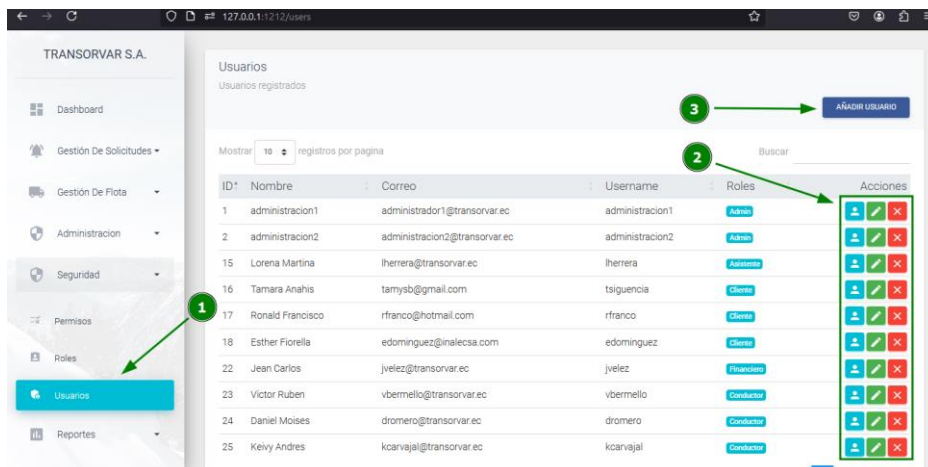 127.0.0.1:1212/users
TRANSORVAR S.A.
Dashboard
Gestión De Solicitudes
Gestión De Flota
Administracion
Seguridad
Permisos
Roles
Usuarios
Reportes
Usuarios
Usuarios registrados
AÑADIR USUARIO
Mostrar 10 registros por pagina
Buscar
ID Nombre Correo Username Roles Acciones
1 administracion1 administrador1@transorvar.ec administracion1 Admin
2 administracion2 administracion2@transorvar.ec administracion2 Admin
15 Lorena Martina lherrera@transorvar.ec lherrera Asistente
16 Tamara Anahis tamysb@gmail.com tsiguencia Cliente
17 Ronald Francisco rfranco@hotmail.com rfranco Cliente
18 Esther Fiorella edominguez@inalecsa.com edominguez Cliente
22 Jean Carlos jvelez@transorvar.ec jvelez Financiero
23 Victor Ruben vbermello@transorvar.ec vbermello Conductor
24 Daniel Moises dromero@transorvar.ec dromero Conductor
25 Keivy Andres kcarvajal@transorvar.ec kcarvajal Conductor
1
2
3